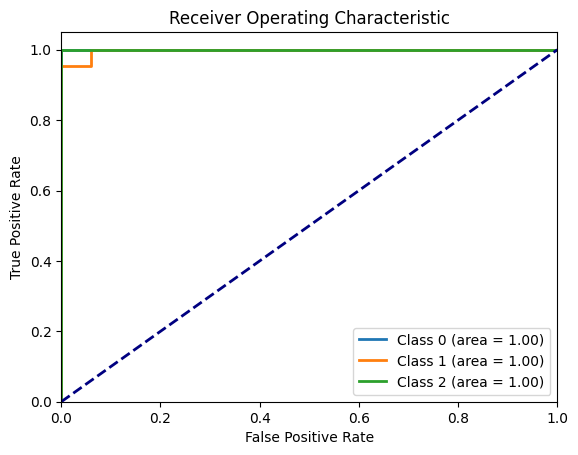 Receiver Operating Characteristic
1.0
0.8
0.6
0.4
0.2
0.0
True Positive Rate
0.0 0.2 0.4 0.6 0.8 1.0
False Positive Rate
Class 0 (area = 1.00)
Class 1 (area = 1.00)
Class 2 (area = 1.00)